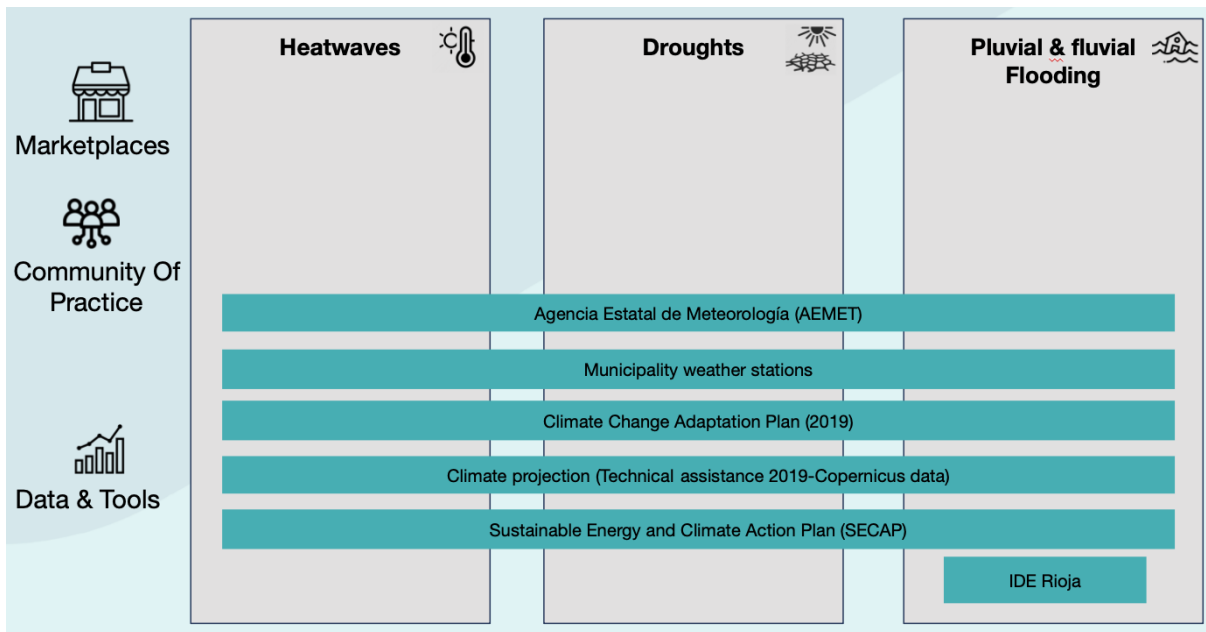 Heatwaves
Droughts
Pluvial & fluvial
Flooding
Marketplaces
Community Of
Practice
Agencia Estatal de Meteorología (AEMET)
Municipality weather stations
Climate Change Adaptation Plan (2019)
Climate projection (Technical assistance 2019-Copernicus data)
Data & Tools
Sustainable Energy and Climate Action Plan (SECAP)
IDE Rioja